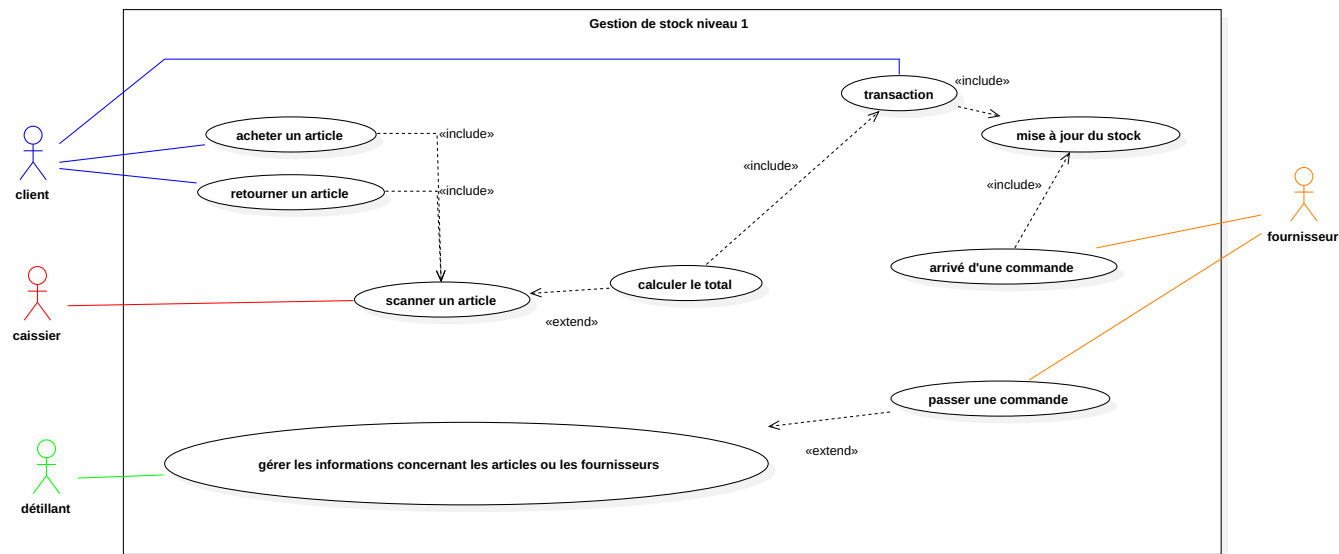 Gestion de stock niveau 1
transaction
«include»
acheter un article
«include»
mise à jour du stock
client
retourner un article
«include»
«include»
«include»
fournisseur
caissier
scanner un article
calculer le total
arrivé d'une commande
«extend»
passer une commande
«extend»
gérer les informations concernant les articles ou les fournisseurs
détillant